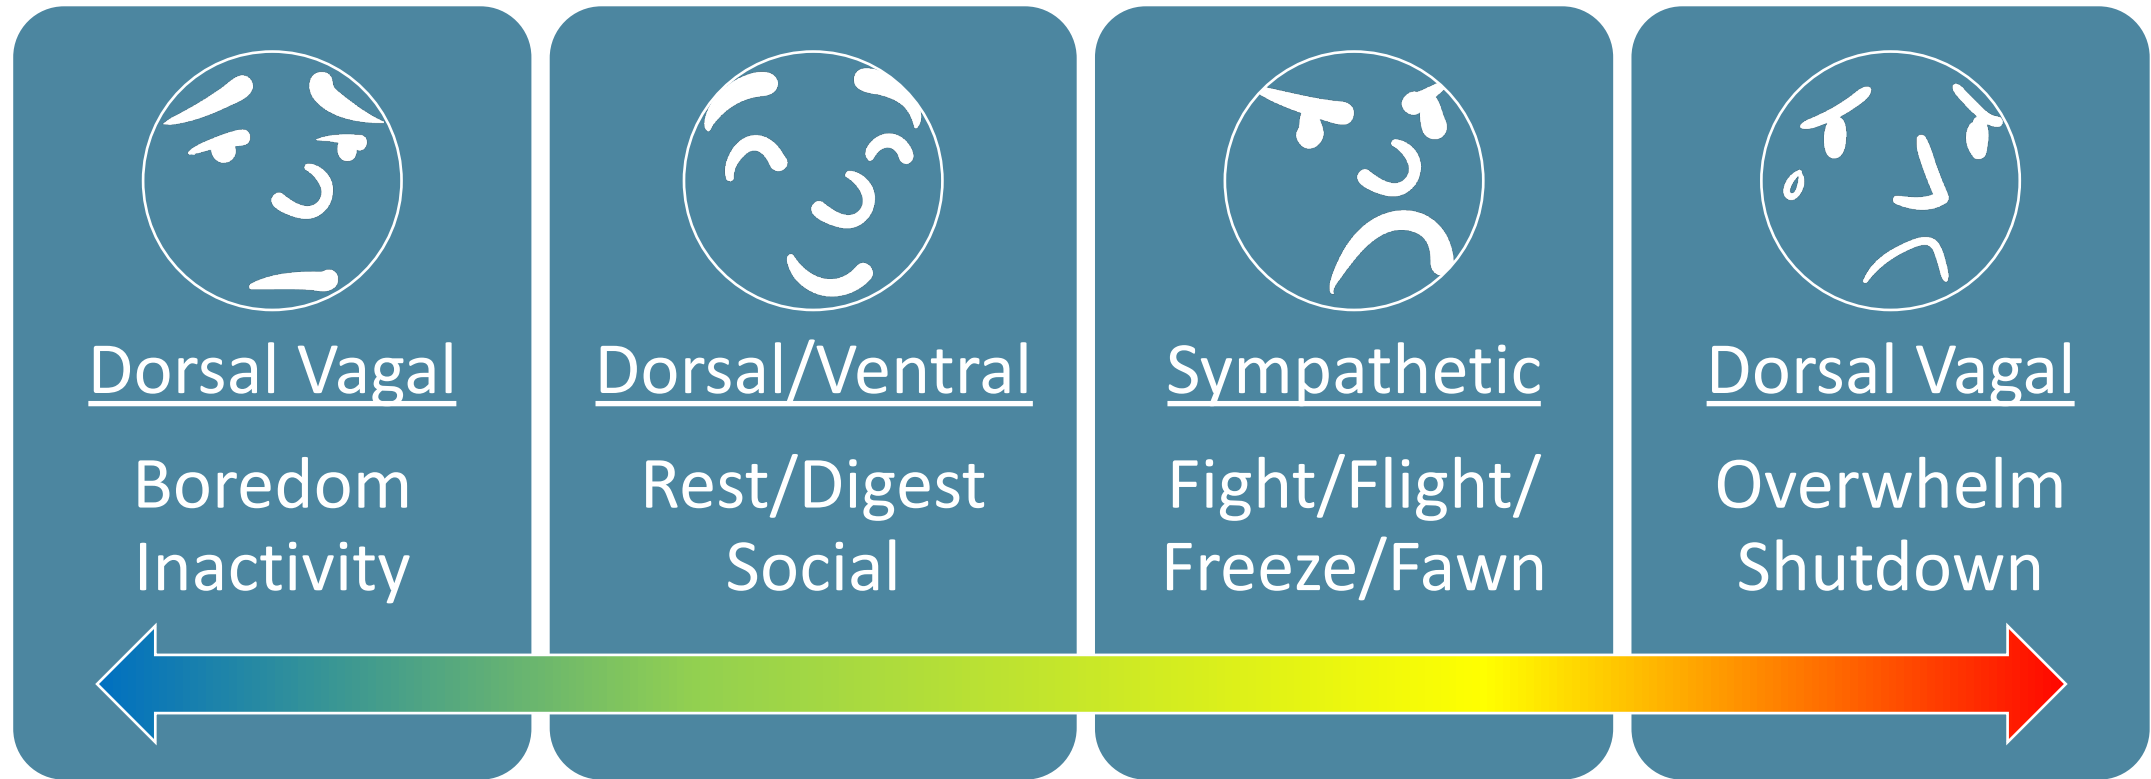 Dorsal Vagal
Boredom
Inactivity
Dorsal/Ventral
Rest/Digest
Social
Sympathetic
Fight/Flight/
Freeze/Fawn
Dorsal Vagal
Overwhelm
Shutdown